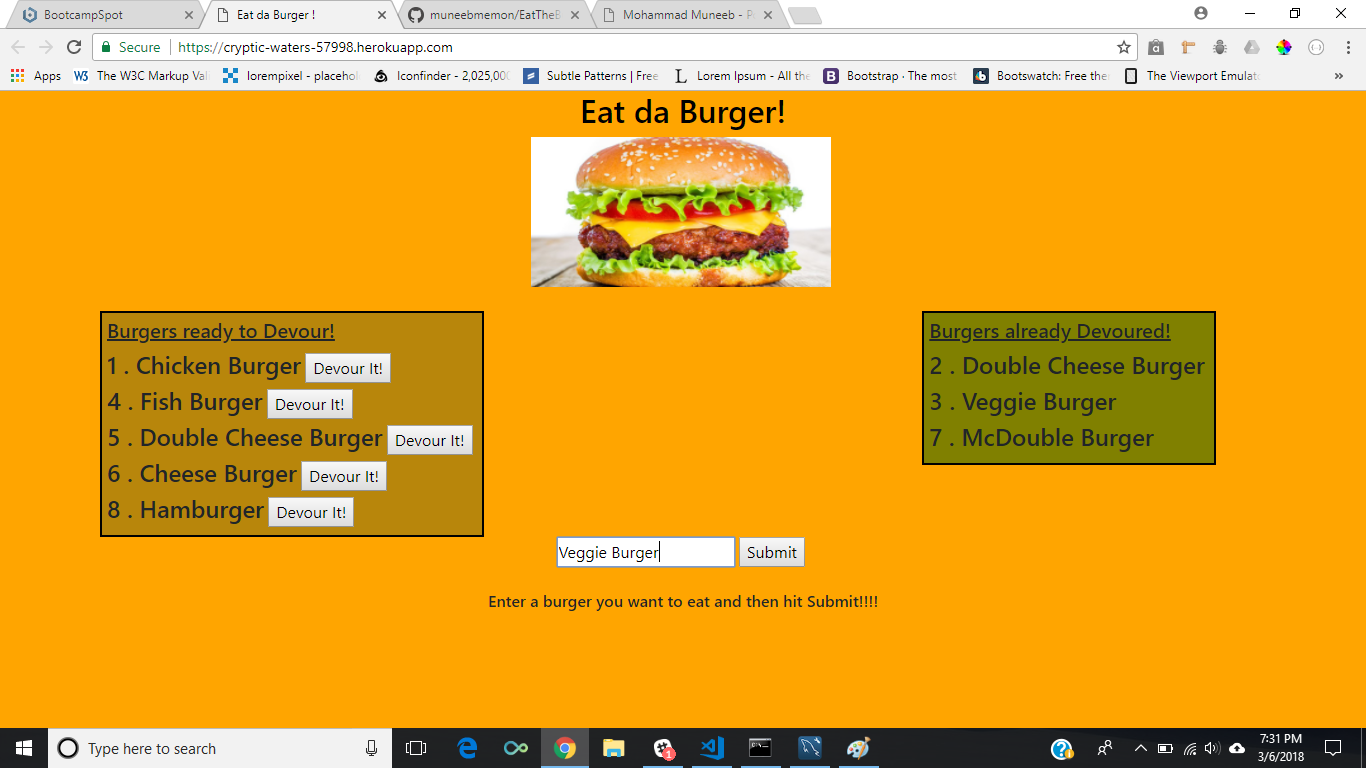 BootcampSpot
Eat da Burger !
muneebmemon/EatTheB
Mohammad Muneeb - P
Secure
https://cryptic-waters-57998.herokuapp.com
Apps
W3
The W3C Markup Val
lorempixel - placehol
Iconfinder - 2,025,000
Subtle Patterns | Free
L
Lorem Ipsum - All the
B
Bootstrap · The most
Bootswatch: Free the
The Viewport Emulat
»
Eat da Burger!
Burgers ready to Devour!
1 . Chicken Burger Devour It!
4 . Fish Burger Devour It!
5 . Double Cheese Burger Devour It!
6 . Cheese Burger Devour It!
8 . Hamburger Devour It!
Burgers already Devoured!
2 . Double Cheese Burger
3 . Veggie Burger
7 . McDouble Burger
Veggie Burger Submit
Enter a burger you want to eat and then hit Submit!!!!
Type here to search
1
7:31 PM
3/6/2018